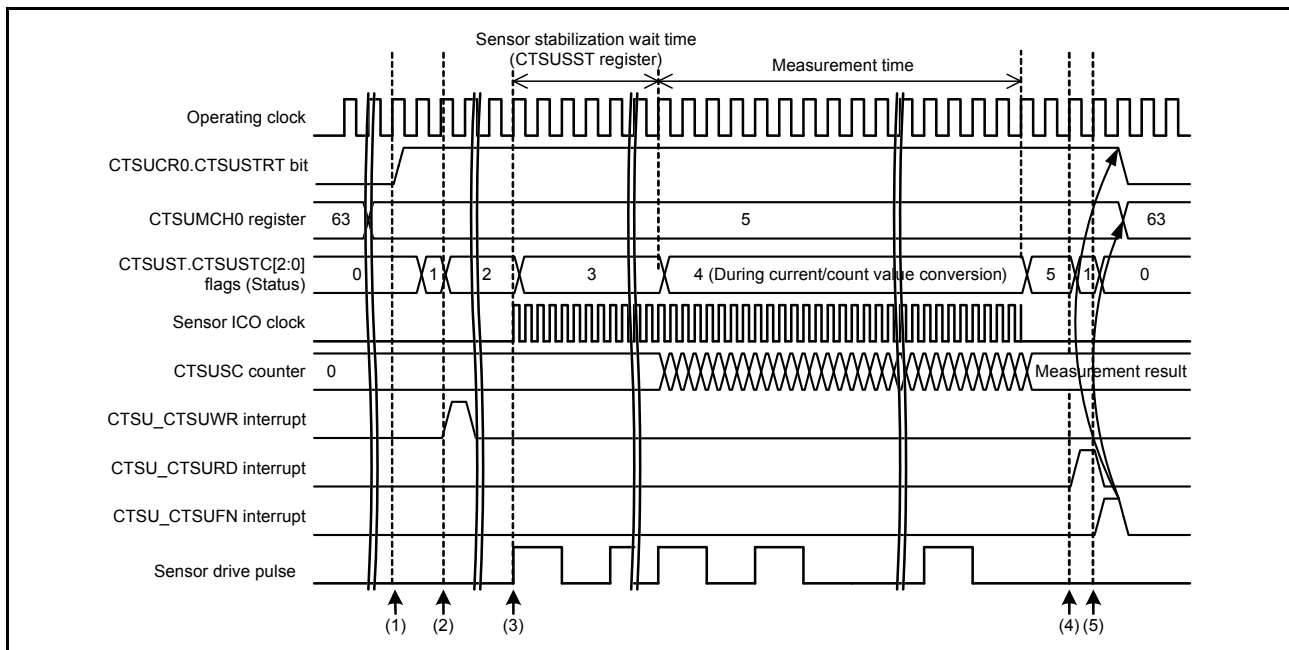 Sensor stabilization wait time
(CTSUSST register)
Measurement time
Operating clock
CTSUCR0.CTSUSTRT bit
CTSUMCH0 register
63
5
63
CTSUST.CTSUSTC[2:0]
flags (Status)
0
1
2
3
4 (During current/count value conversion)
5
1
0
Sensor ICO clock
CTSUSC counter
0
Measurement result
CTSU_CTSUWR interrupt
CTSU_CTSURD interrupt
CTSU_CTSUFN interrupt
Sensor drive pulse
(1)
(2)
(3)
(4)
(5)